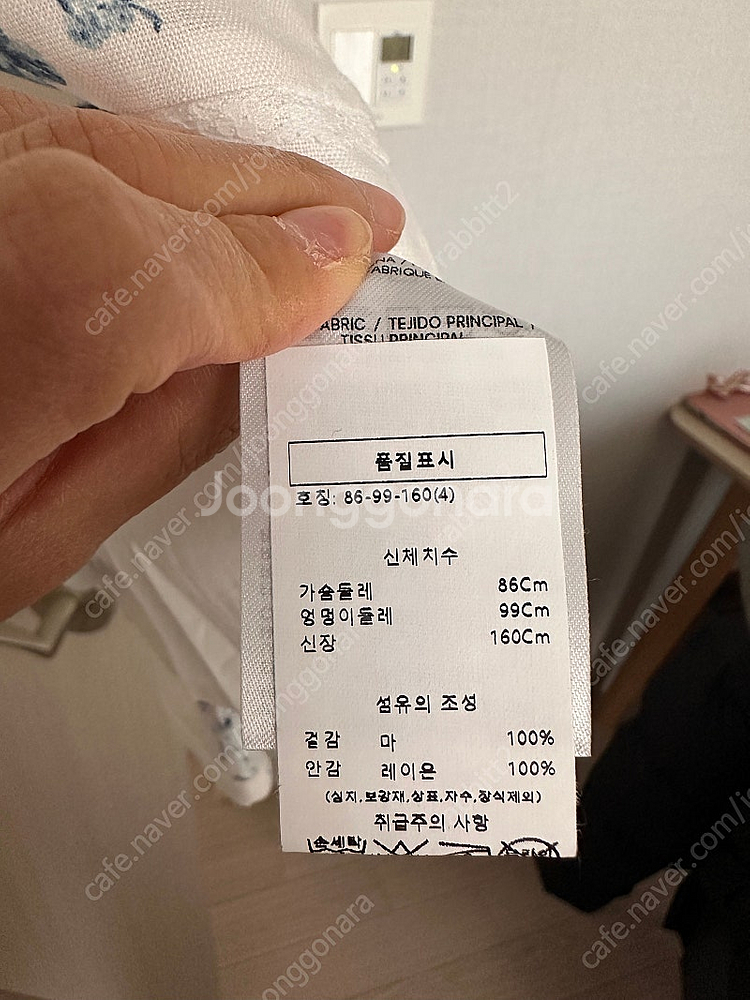 FABRIQUE
FABRIC / TEJIDO PRINCIPAL /
TISSU PRINCIPAL
품질표시
호칭: 86-99-160(4)
신체치수
가슴둘레 86Cm
엉덩이둘레 99Cm
신장 160Cm
섬유의 조성
겉감 마 100%
안감 레이온 100%
(심지,보강재,상표,자수,장식제외)
취급주의 사항
손세탁
Joonggonara
cafe.naver.com/joonggonara